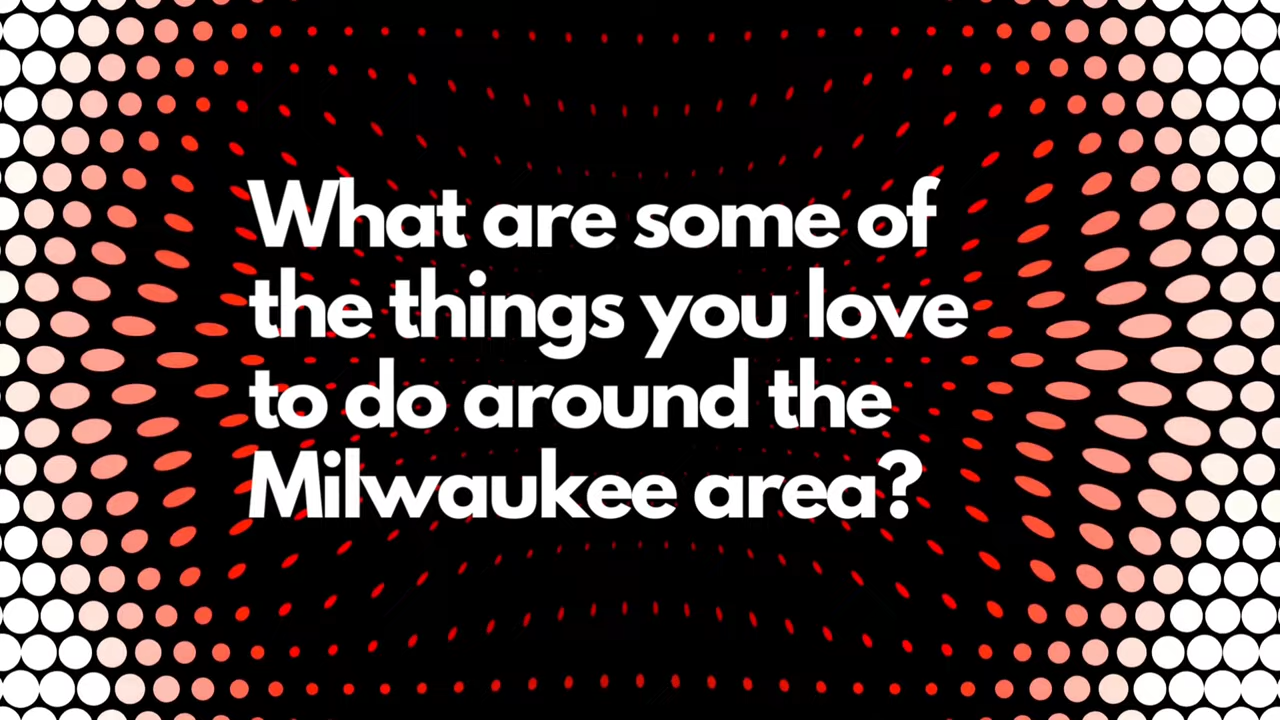 What are some of
the things you love
to do around the
Milwaukee area?